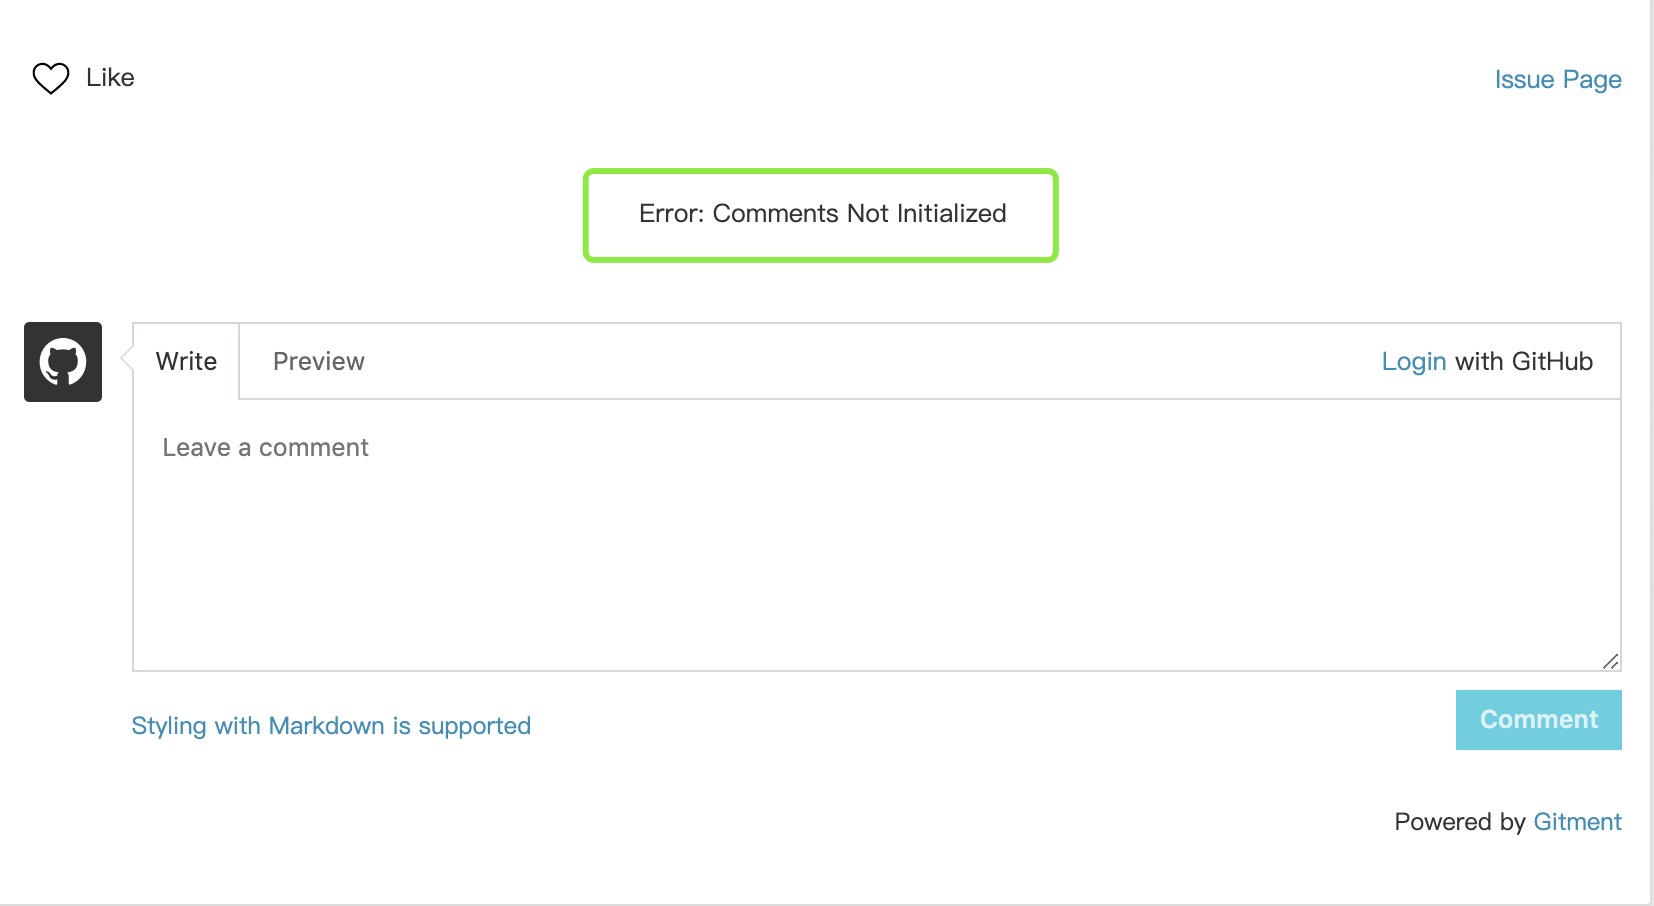 Like
Issue Page
Error: Comments Not Initialized
Write
Preview
Login with GitHub
Leave a comment
Styling with Markdown is supported
Comment
Powered by Gitment